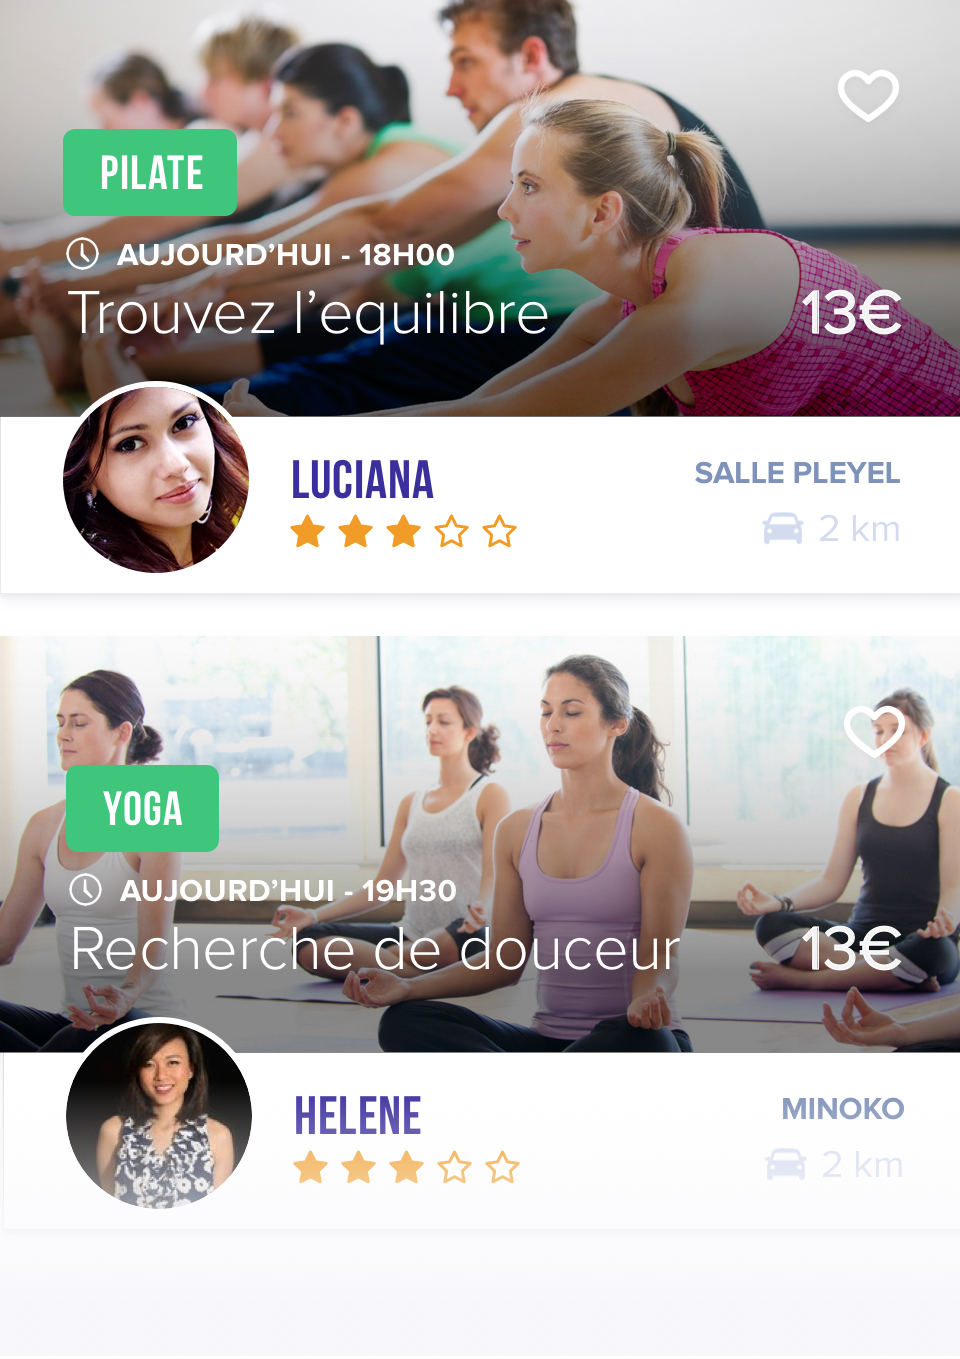 PILATE
AUJOURD’HUI - 18H00
Trouvez l’equilibre
13€
LUCIANA
SALLE PLEYEL
2 km
YOGA
AUJOURD’HUI - 19H30
Recherche de douceur
13€
HELENE
MINOKO
2 km